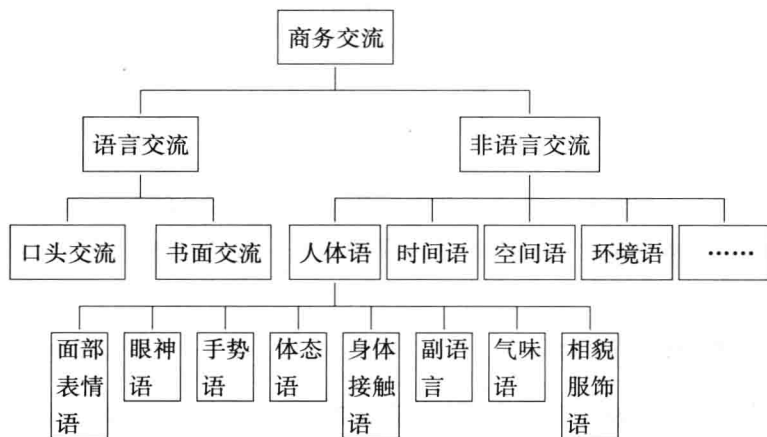 商务交流
语言交流
非语言交流
口头交流
书面交流
人体语
时间语
空间语
环境语
……
面部
表情
语
眼神
语
手势
语
体态
语
身体
接触
语
副语
言
气味
语
相貌
服饰
语